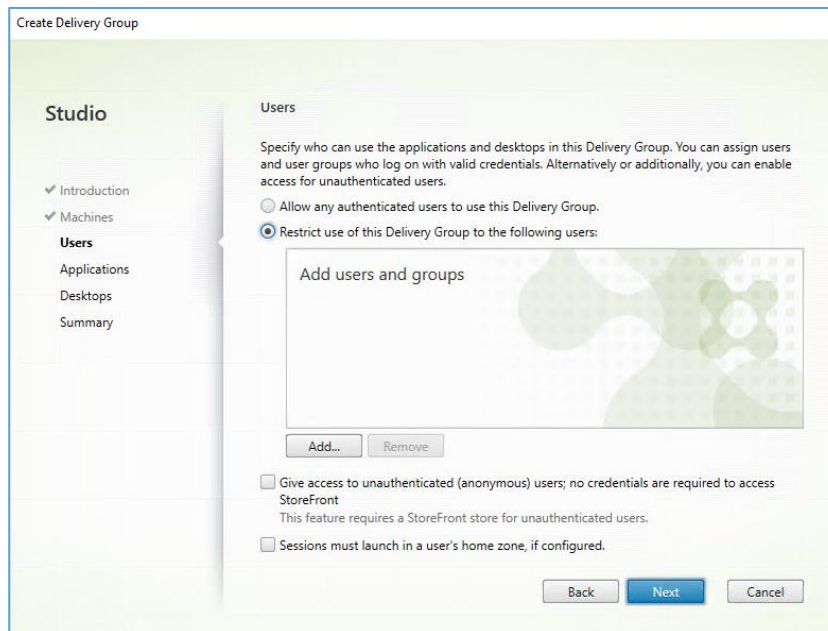 Create Delivery Group
Studio
Introduction
Machines
Users
Applications
Desktops
Summary
Users
Specify who can use the applications and desktops in this Delivery Group. You can assign users
and user groups who log on with valid credentials. Alternatively or additionally, you can enable
access for unauthenticated users.
Allow any authenticated users to use this Delivery Group.
Restrict use of this Delivery Group to the following users:
Add users and groups
Add...
Remove
Give access to unauthenticated (anonymous) users; no credentials are required to access
StoreFront
This feature requires a StoreFront store for unauthenticated users.
Sessions must launch in a user's home zone, if configured.
Back
Next
Cancel